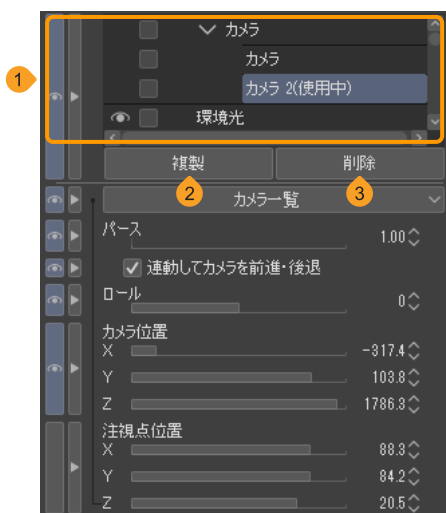 カメラ
1
カメラ
カメラ 2(使用中)
環境光
複製 削除
2 3
カメラ一覧
パース 1.00
連動してカメラを前進・後退
ロール 0
カメラ位置
X -317.4
Y 103.8
Z 1786.3
注視点位置
X 88.3
Y 84.2
Z 20.5